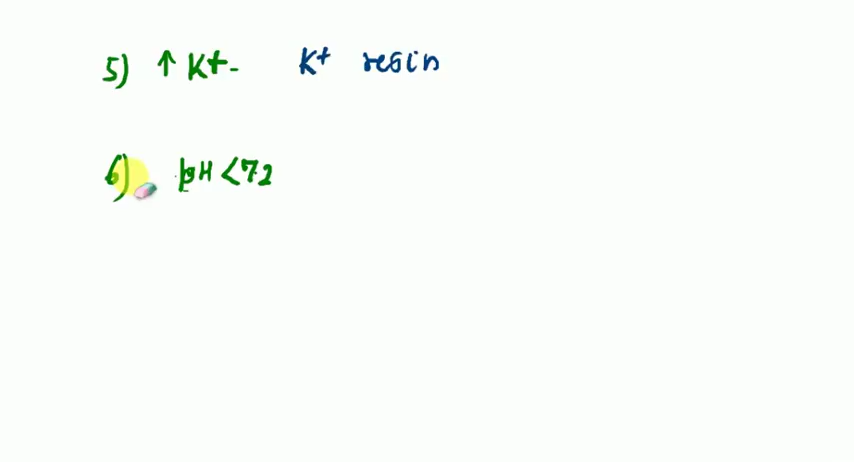 5) ↑ K+- K+ resin
6) pH < 7.2